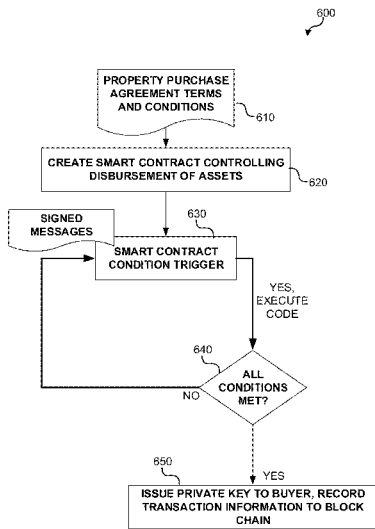 600
PROPERTY PURCHASE
AGREEMENT TERMS
AND CONDITIONS
610
CREATE SMART CONTRACT CONTROLLING
DISBURSEMENT OF ASSETS
620
SIGNED
MESSAGES
630
SMART CONTRACT
CONDITION TRIGGER
YES,
EXECUTE
CODE
640
ALL
CONDITIONS
MET?
NO
YES
650
ISSUE PRIVATE KEY TO BUYER, RECORD
TRANSACTION INFORMATION TO BLOCK
CHAIN